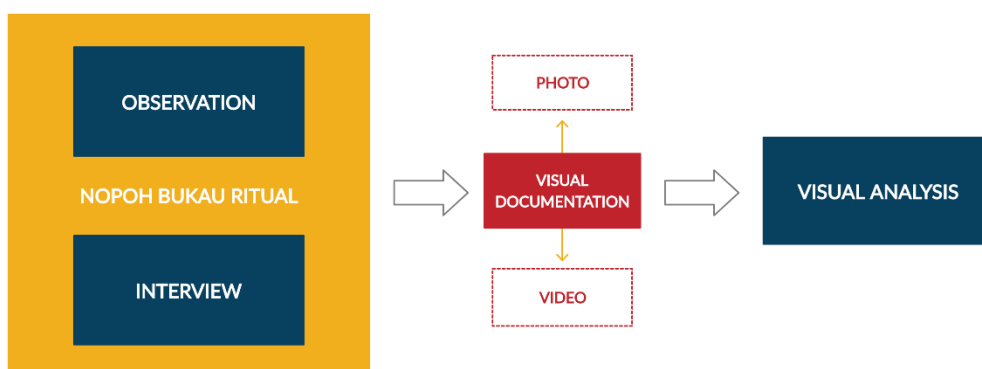 OBSERVATION
NOPOH BUKAU RITUAL
INTERVIEW
PHOTO
VISUAL
DOCUMENTATION
VIDEO
VISUAL ANALYSIS